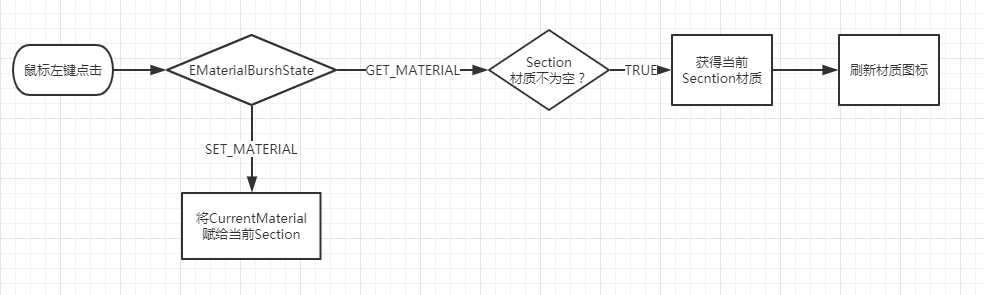 鼠标左键点击
EMaterialBurshState
GET_MATERIAL
Section
材质不为空？
TRUE
获得当前
Secntion材质
刷新材质图标
SET_MATERIAL
将CurrentMaterial
赋给当前Section